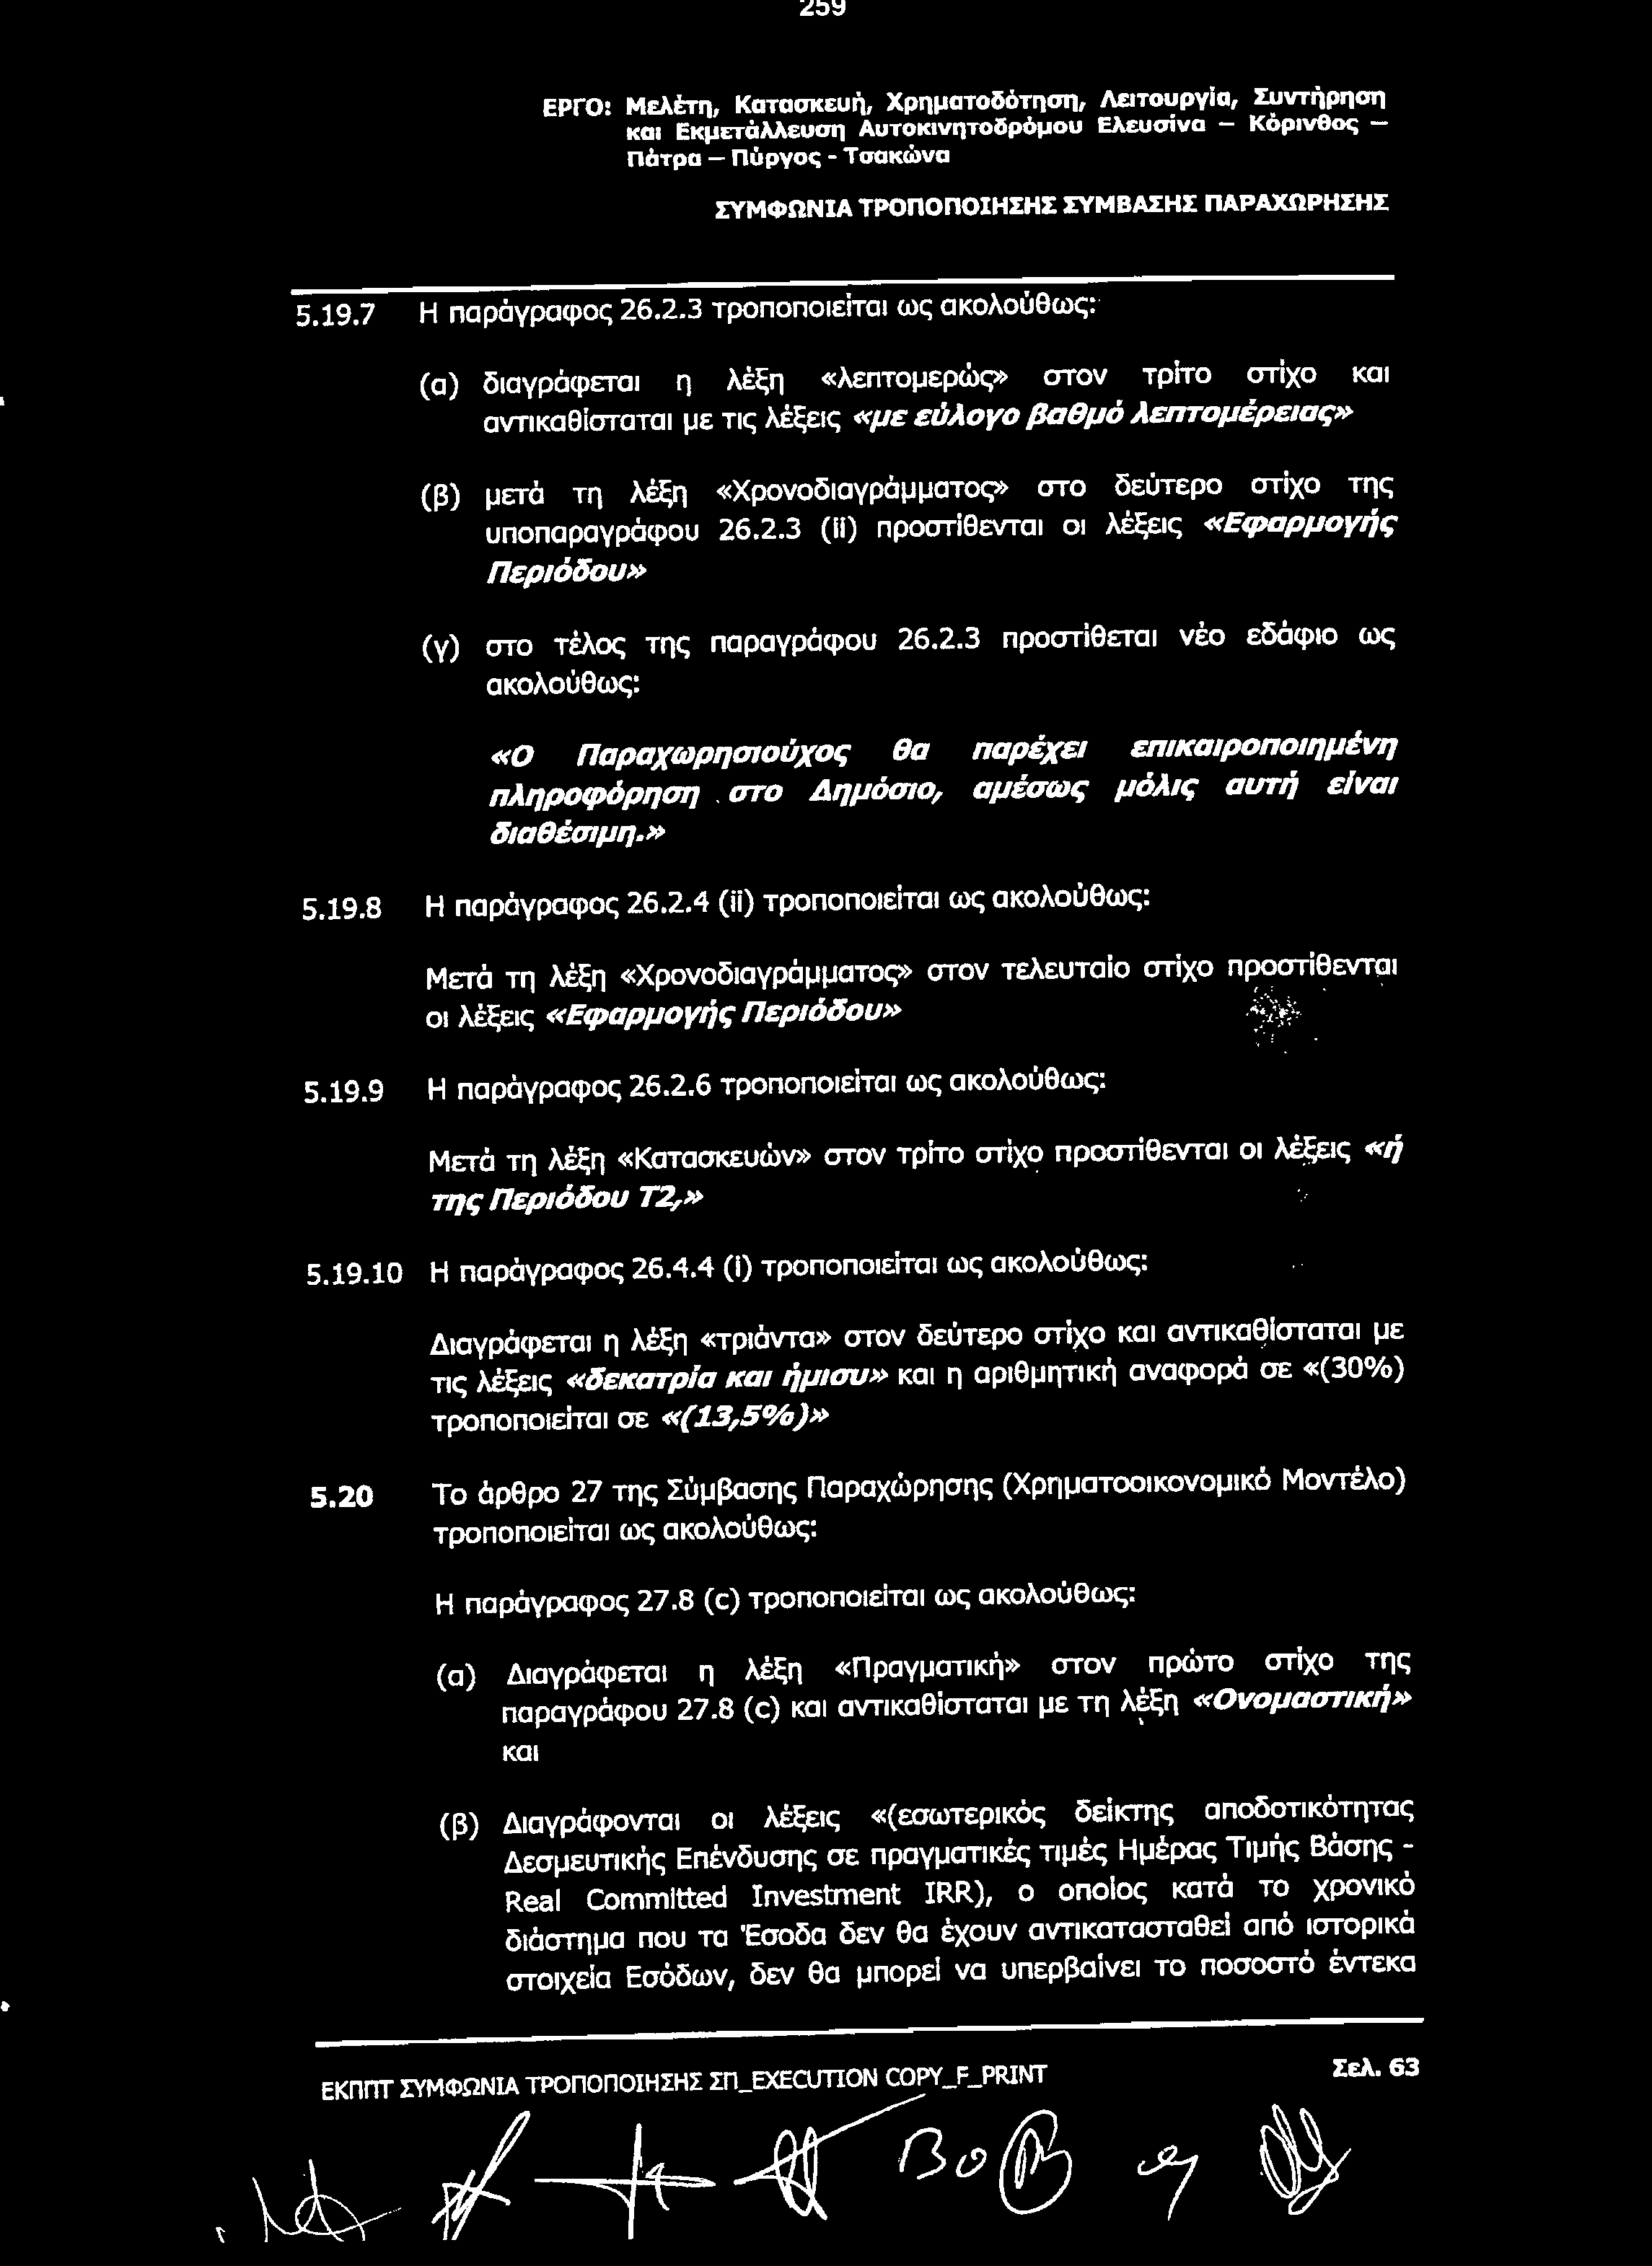 259
ΕΡΓΟ: Μελέτη, Κατασκευή, Χρηματοδότηση, Λειτουργία, Συντήρηση
και Εκμετάλλευση Αυτοκινητοδρόμου Ελευσίνα – Κόρινθος –
Πάτρα – Πύργος - Τσακώνα
ΣΥΜΦΩΝΙΑ ΤΡΟΠΟΠΟΙΗΣΗΣ ΣΥΜΒΑΣΗΣ ΠΑΡΑΧΩΡΗΣΗΣ
5.19.7 Η παράγραφος 26.2.3 τροποποιείται ως ακολούθως:
(α) διαγράφεται η λέξη «λεπτομερώς» στον τρίτο στίχο και
αντικαθίσταται με τις λέξεις «με εύλογο βαθμό λεπτομέρειας»
(β) μετά τη λέξη «Χρονοδιαγράμματος» στο δεύτερο στίχο της
υποπαραγράφου 26.2.3 (ii) προστίθενται οι λέξεις «Εφαρμογής
Περιόδου»
(γ) στο τέλος της παραγράφου 26.2.3 προστίθεται νέο εδάφιο ως
ακολούθως:
«Ο Παραχωρησιούχος θα παρέχει επικαιροποιημένη
πληροφόρηση στο Δημόσιο, αμέσως μόλις αυτή είναι
διαθέσιμη.»
5.19.8 Η παράγραφος 26.2.4 (ii) τροποποιείται ως ακολούθως:
Μετά τη λέξη «Χρονοδιαγράμματος» στον τελευταίο στίχο προστίθενται
οι λέξεις «Εφαρμογής Περιόδου»
5.19.9 Η παράγραφος 26.2.6 τροποποιείται ως ακολούθως:
Μετά τη λέξη «Κατασκευών» στον τρίτο στίχο προστίθενται οι λέξεις «ή
της Περιόδου Τ2,»
5.19.10 Η παράγραφος 26.4.4 (i) τροποποιείται ως ακολούθως:
Διαγράφεται η λέξη «τριάντα» στον δεύτερο στίχο και αντικαθίσταται με
τις λέξεις «δεκατρία και ήμισυ» και η αριθμητική αναφορά σε «(30%)
τροποποιείται σε «(13,5%)»
5.20 Το άρθρο 27 της Σύμβασης Παραχώρησης (Χρηματοοικονομικό Μοντέλο)
τροποποιείται ως ακολούθως:
Η παράγραφος 27.8 (c) τροποποιείται ως ακολούθως:
(α) Διαγράφεται η λέξη «Πραγματική» στον πρώτο στίχο της
παραγράφου 27.8 (c) και αντικαθίσταται με τη λέξη «Ονομαστική»
και
(β) Διαγράφονται οι λέξεις «(εσωτερικός δείκτης αποδοτικότητας
Δεσμευτικής Επένδυσης σε πραγματικές τιμές Ημέρας Τιμής Βάσης -
Real Committed Investment IRR), ο οποίος κατά το χρονικό
διάστημα που τα Έσοδα δεν θα έχουν αντικατασταθεί από ιστορικά
στοιχεία Εσόδων, δεν θα μπορεί να υπερβαίνει το ποσοστό έντεκα
ΕΚΠΠΤ ΣΥΜΦΩΝΙΑ ΤΡΟΠΟΠΟΙΗΣΗΣ ΣΠ_EXECUTION COPY_F_PRINT Σελ. 63